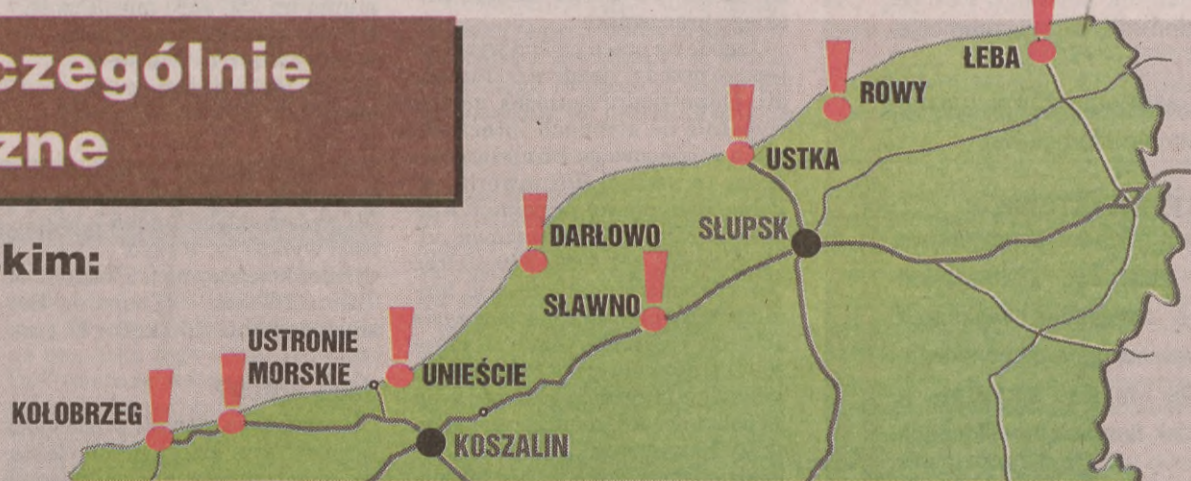 czególnie
zne
kim:
ŁEBA
ROWY
USTKA
DARŁOWO
SŁUPSK
SŁAWNO
USTRONIE
MORSKIE
UNIEŚCIE
KOŁOBRZEG
KOSZALIN